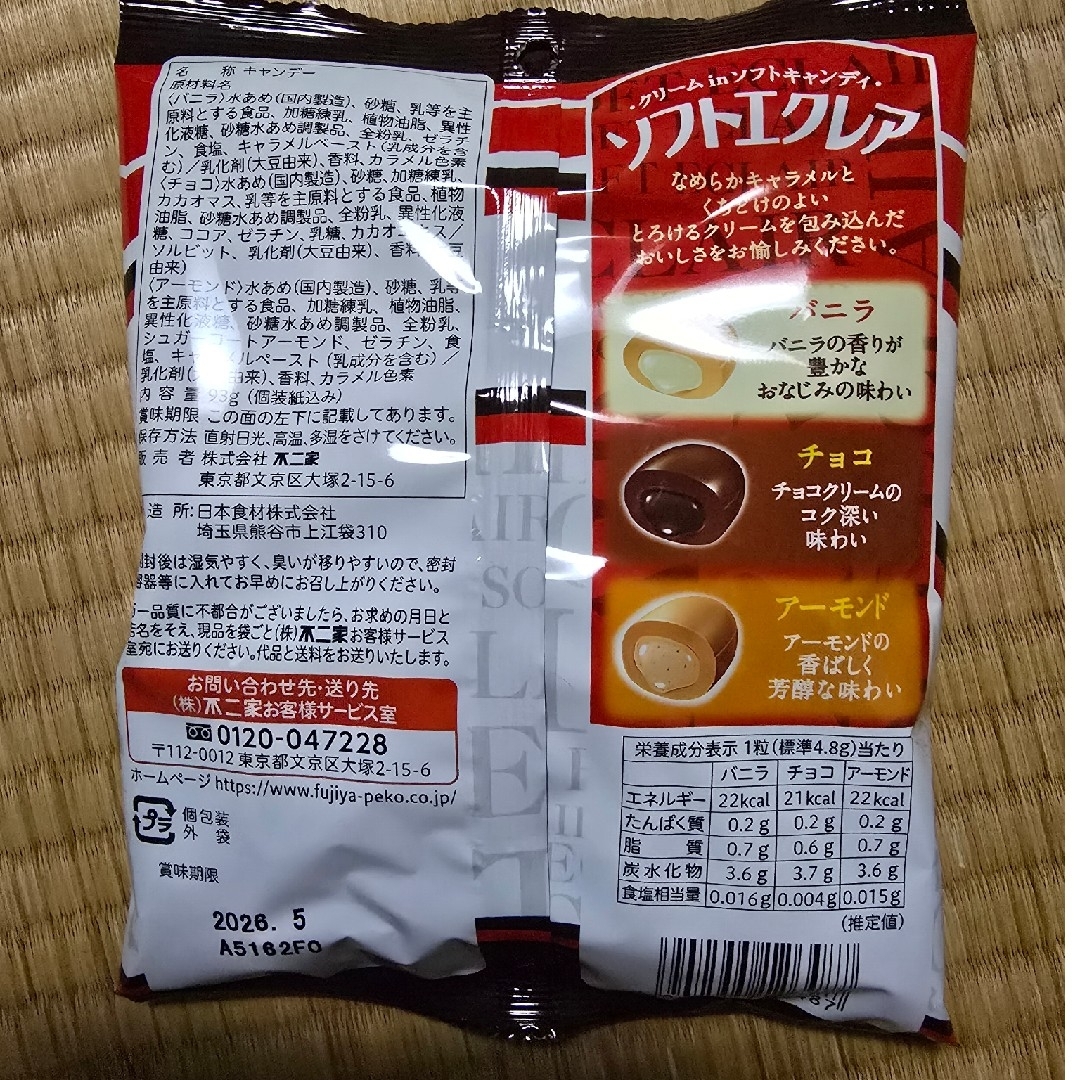 名 称 キャンデー
原材料名
〈バニラ〉水あめ(国内製造)、砂糖、乳等を主
原料とする食品、加糖練乳、植物油脂、異性
化液糖、砂糖水あめ調製品、全粉乳、ゼラチ
ン、食塩、キャラメルペースト(乳成分を含
む)/乳化剤(大豆由来)、香料、カラメル色素
〈チョコ〉水あめ(国内製造)、砂糖、加糖練乳、
カカオマス、乳等を主原料とする食品、植物
油脂、砂糖水あめ調製品、全粉乳、異性化液
糖、ココア、ゼラチン、乳糖、カカオ
ソルビット、乳化剤(大豆由来)、香料
由来)
〈アーモンド〉水あめ(国内製造)、砂糖、乳等
を主原料とする食品、加糖練乳、植物油脂、
異性化液糖、砂糖水あめ調製品、全粉乳、
シュガーコートアーモンド、ゼラチン、食
塩、キャラメルペースト(乳成分を含む)/
乳化剤(大豆由来)、香料、カラメル色素
内容量 93g (個装紙込み)
賞味期限 この面の左下に記載してあります。
保存方法 直射日光、高温、多湿をさけてください。
販売者 株式会社 不二家
東京都文京区大塚2-15-6
造所:日本食材株式会社
埼玉県熊谷市上江袋310
封後は湿気やすく、臭いが移りやすいので、密封
容器等に入れてお早めにお召し上がりください。
一品質に不都合がございましたら、お求めの月日と
店名をそえ、現品を袋ごと(株)不二家お客様サービス
室宛にお送りください。代品と送料をお送りいたします。
お問い合わせ先・送り先
(株)不二家お客様サービス室
0120-047228
〒112-0012 東京都文京区大塚2-15-6
ホームページ https://www.fujiya-peko.co.jp/
プラ
個包装
外 袋
賞味期限
2026. 5
A5162FO
・クリームinソフトキャンディ・
ソフトエクレア
なめらかキャラメルと
くちどけのよい
とろけるクリームを包み込んだ
おいしさをお愉しみください。
バニラ
バニラの香りが
豊かな
おなじみの味わい
チョコ
チョコクリームの
コク深い
味わい
アーモンド
アーモンドの
香ばしく
芳醇な味わい
栄養成分表示 1粒(標準4.8g)当たり
バニラ チョコ アーモンド
エネルギー 22kcal 21kcal 22kcal
たんぱく質 0.2g 0.2g 0.2g
脂質 0.7g 0.6g 0.7g
炭水化物 3.6g 3.7g 3.6g
食塩相当量 0.016g 0.004g 0.015g
(推定値)